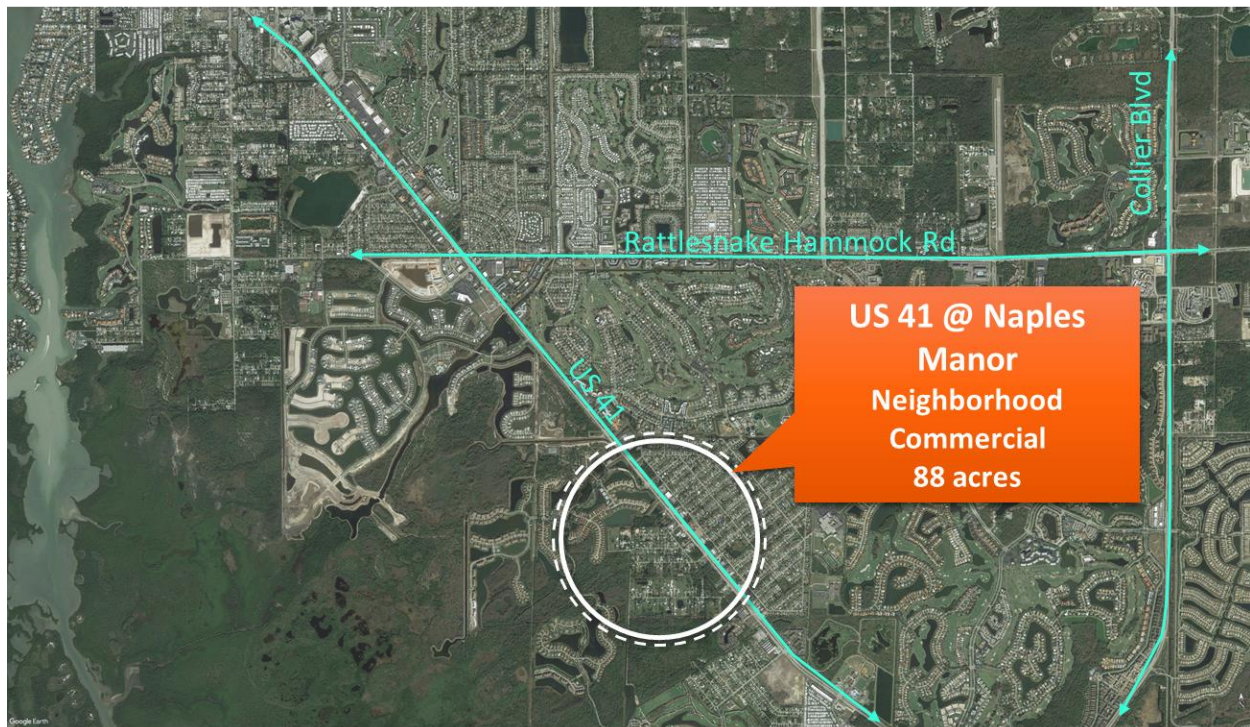 Collier Blvd
Rattlesnake Hammock Rd
US 41 @ Naples
Manor
Neighborhood
Commercial
88 acres
US 41
Google Earth